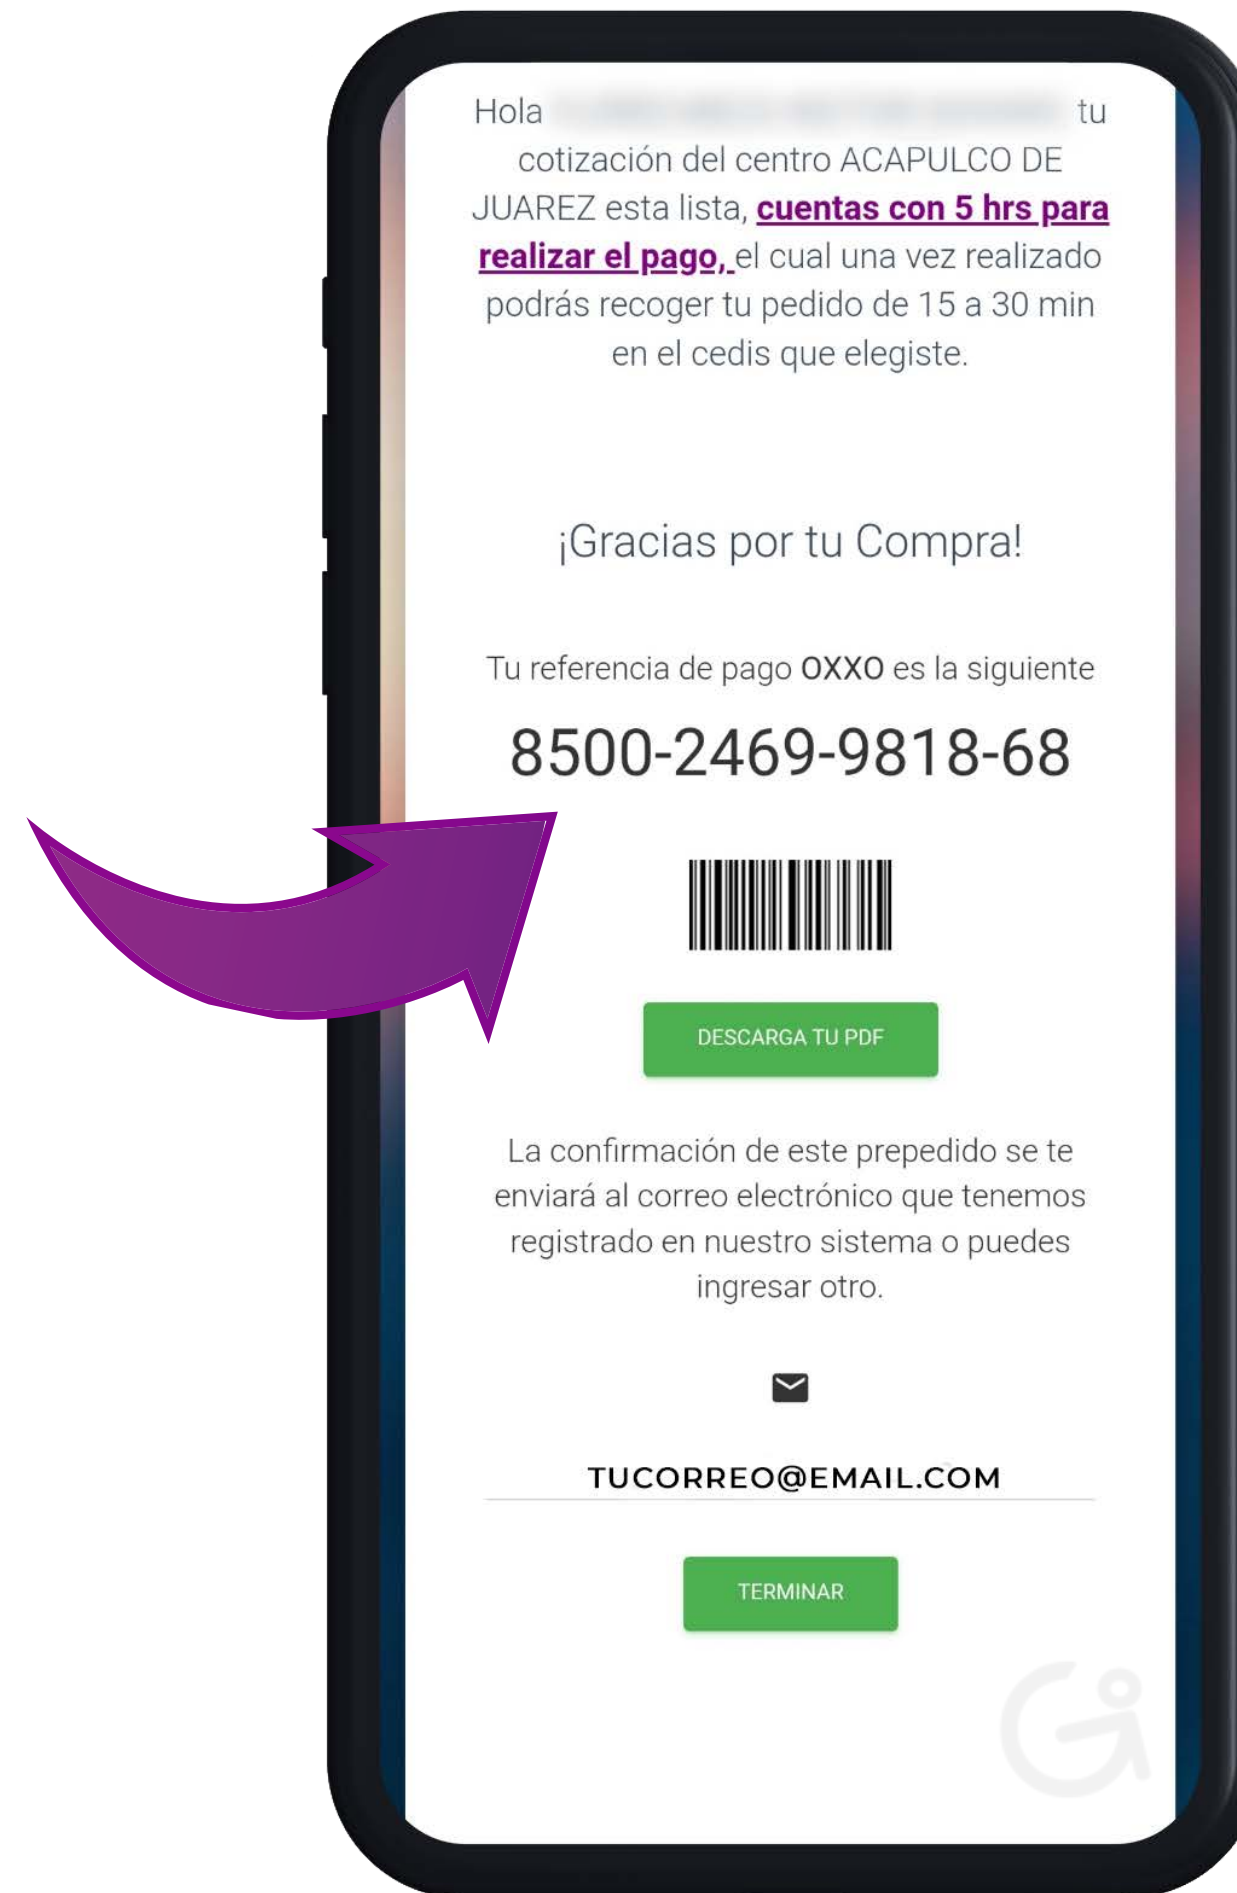 Hola tu
cotización del centro ACAPULCO DE
JUAREZ esta lista, cuentas con 5 hrs para
realizar el pago, el cual una vez realizado
podrás recoger tu pedido de 15 a 30 min
en el cedis que elegiste.
¡Gracias por tu Compra!
Tu referencia de pago OXXO es la siguiente
8500-2469-9818-68
DESCARGA TU PDF
La confirmación de este prepedido se te
enviará al correo electrónico que tenemos
registrado en nuestro sistema o puedes
ingresar otro.
TUCORREO@EMAIL.COM
TERMINAR